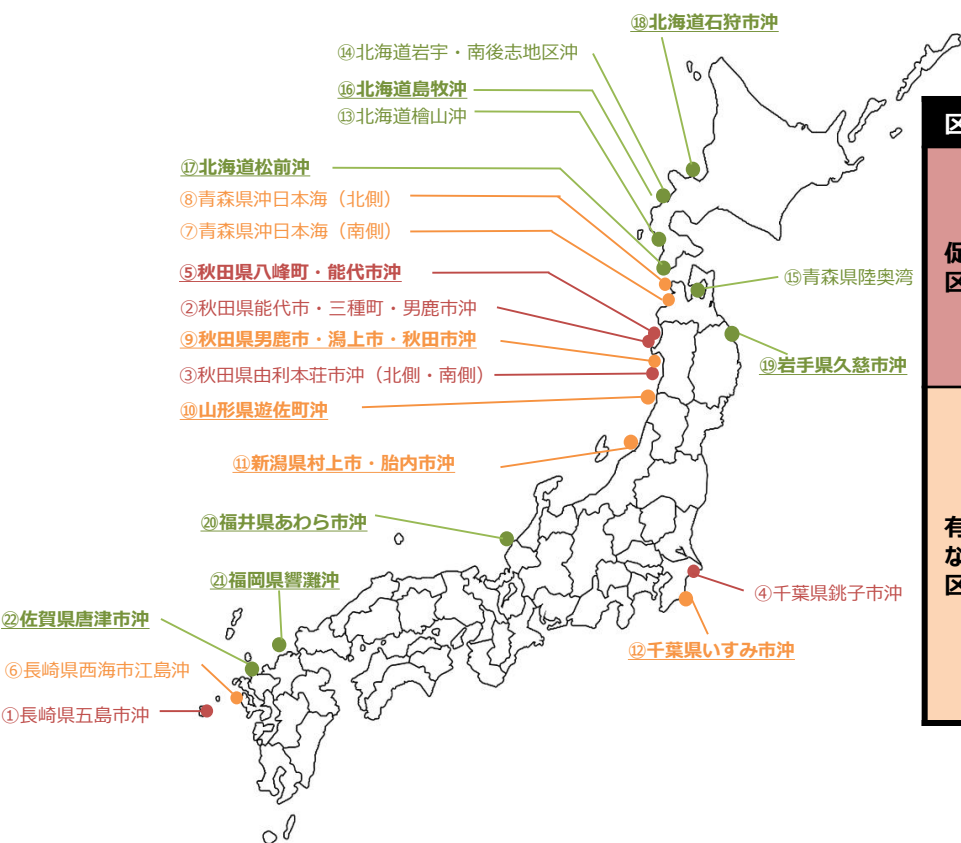 ⑱北海道石狩市沖
⑭北海道岩宇・南後志地区沖
⑯北海道島牧沖
⑬北海道檜山沖
⑰北海道松前沖
⑧青森県沖日本海（北側）
⑦青森県沖日本海（南側）
⑤秋田県八峰町・能代市沖
⑮青森県陸奥湾
②秋田県能代市・三種町・男鹿市沖
⑨秋田県男鹿市・潟上市・秋田市沖
⑲岩手県久慈市沖
③秋田県由利本荘市沖（北側・南側）
⑩山形県遊佐町沖
⑪新潟県村上市・胎内市沖
⑳福井県あわら市沖
㉑福岡県響灘沖
④千葉県銚子市沖
㉒佐賀県唐津市沖
⑫千葉県いすみ市沖
⑥長崎県西海市江島沖
①長崎県五島市沖
区
促
区
有
な
区